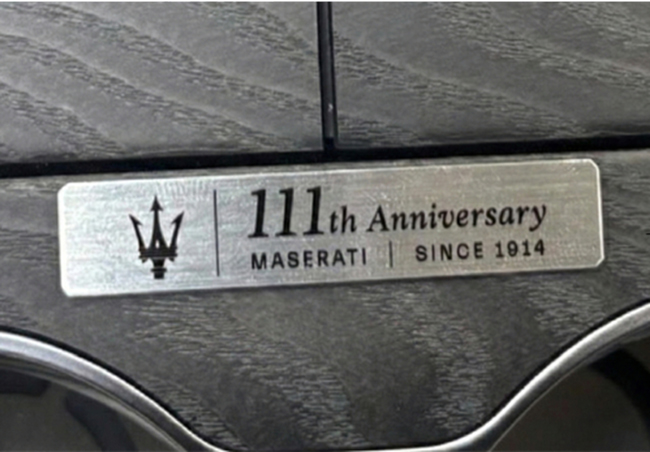 111th Anniversary
MASERATI | SINCE 1914